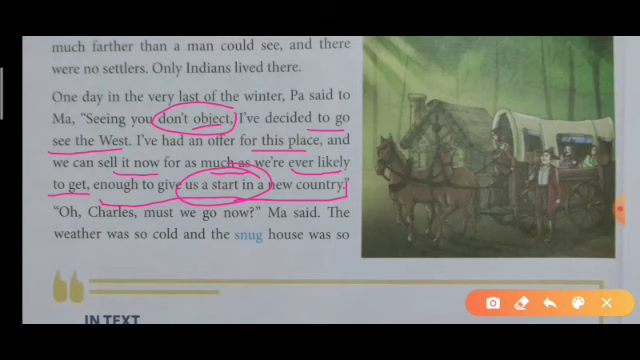 much farther than a man could see, and there
were no settlers. Only Indians lived there.
One day in the very last of the winter, Pa said to
Ma, “Seeing you don't object, I've decided to go
see the West. I've had an offer for this place, and
we can sell it now for as much as we're ever likely
to get, enough to give us a start in a new country.”
“Oh, Charles, must we go now?” Ma said. The
weather was so cold and the snug house was so
IN TEXT